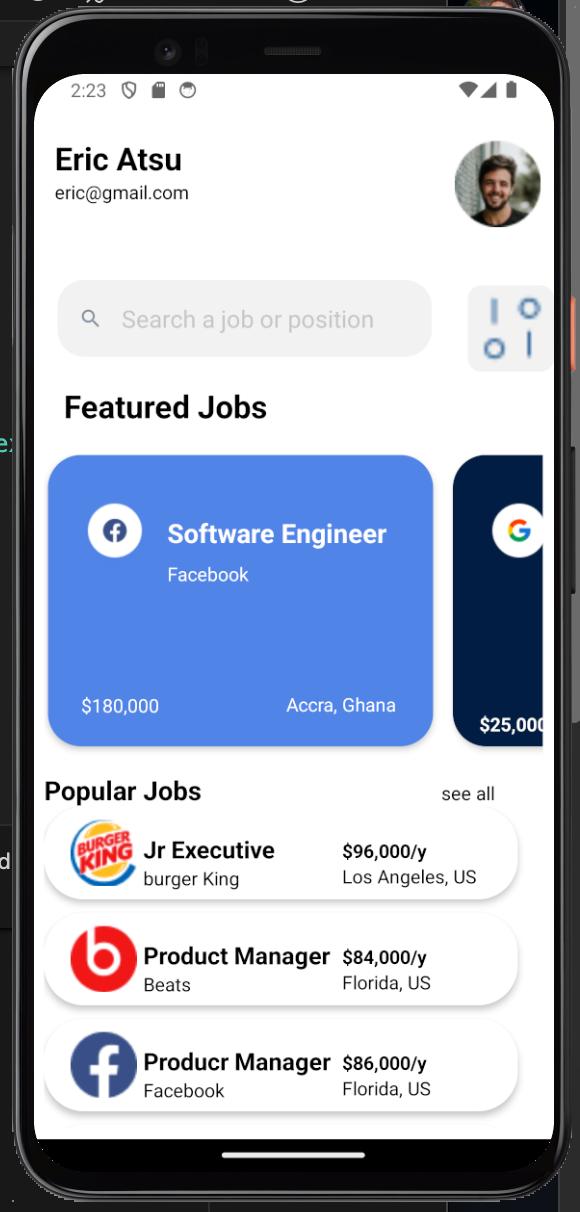 2:23
Eric Atsu
eric@gmail.com
Search a job or position
Featured Jobs
Software Engineer
Facebook
$180,000
Accra, Ghana
G
$25,000
Popular Jobs
see all
BURGER
KING
Jr Executive
$96,000/y
burger King
Los Angeles, US
Product Manager
$84,000/y
Beats
Florida, US
Producr Manager
$86,000/y
Facebook
Florida, US